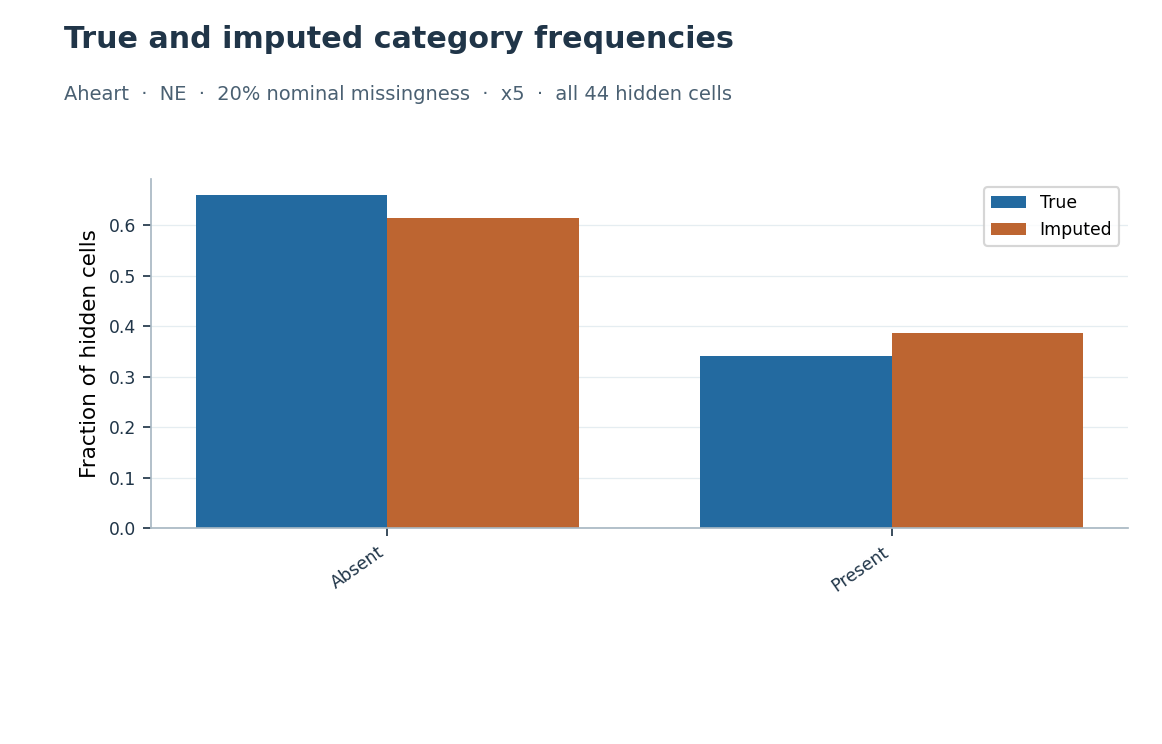 True and imputed category frequencies
Aheart · NE · 20% nominal missingness · x5 · all 44 hidden cells
True
Imputed
Fraction of hidden cells
0.6
0.5
0.4
0.3
0.2
0.1
0.0
Absent
Present